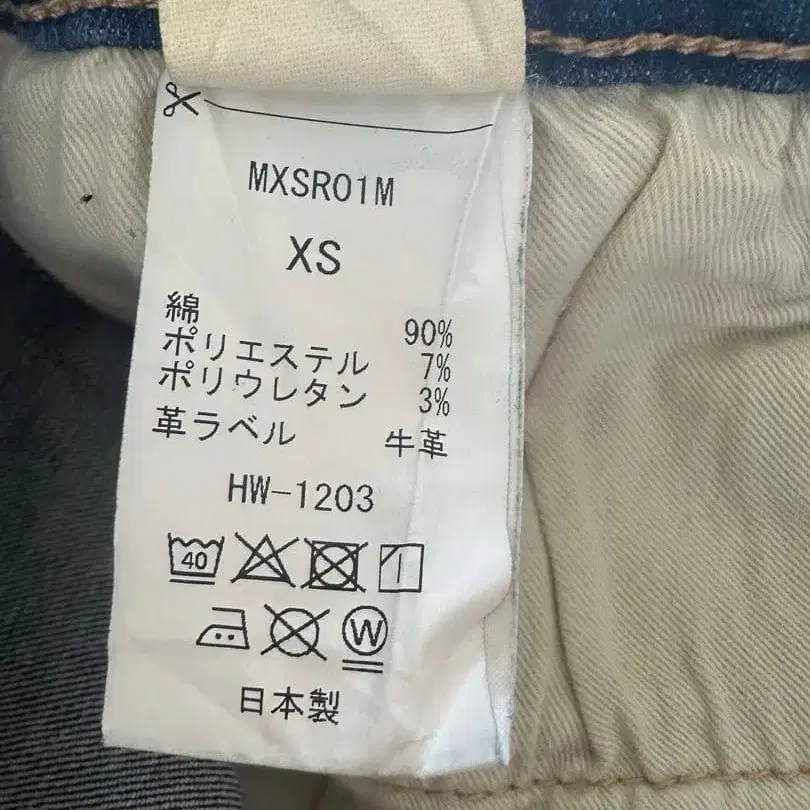 MXSR01M
XS
綿 90%
ポリエステル 7%
ポリウレタン 3%
革ラベル 牛革
HW-1203
40
W
日本製